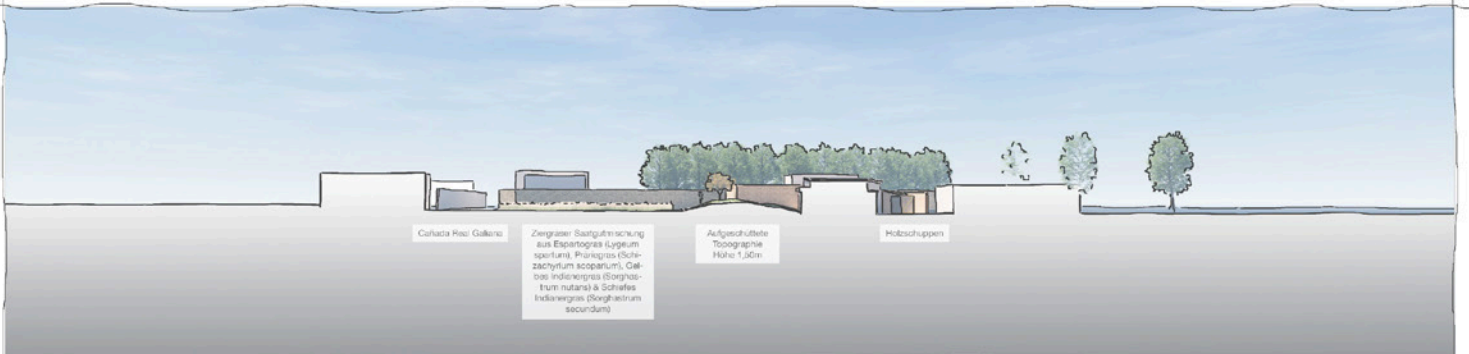 Cañada Real Galiana
Ziergräser Saatgutmischung
aus Espartogras (Lygeum
spartum), Präriegras (Schi-
zachyrium scoparium), Gel-
bes Indianergras (Sorghas-
trum nutans) & Schiefes
Indianergras (Sorghastrum
secundum)
Aufgeschüttete
Topographie
Höhe 1,50m
Holzschuppen